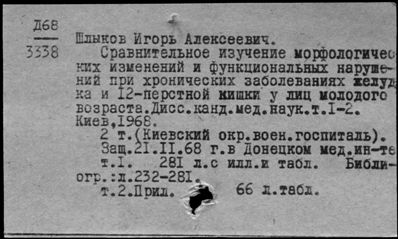 Д68
3338
Шлыков Игорь Алексеевич.
Сравнительное изучение морфологичес
ких изменений и функциональных наруше-
ний при хронических заболеваниях желуд
ка и 12-перстной кишки у лиц молодого
возраста.Дисс.канд.мед.наук.т.1-2.
Киев,1968.
2 т.(Киевский окр.воен.госпиталь).
Защ.21.11.68 г.в Донецком мед.ин-те
т.1. 281 л.с илл.и табл. Библи-
огр.:л.232-281.
т.2.Прил. 66 л.табл.